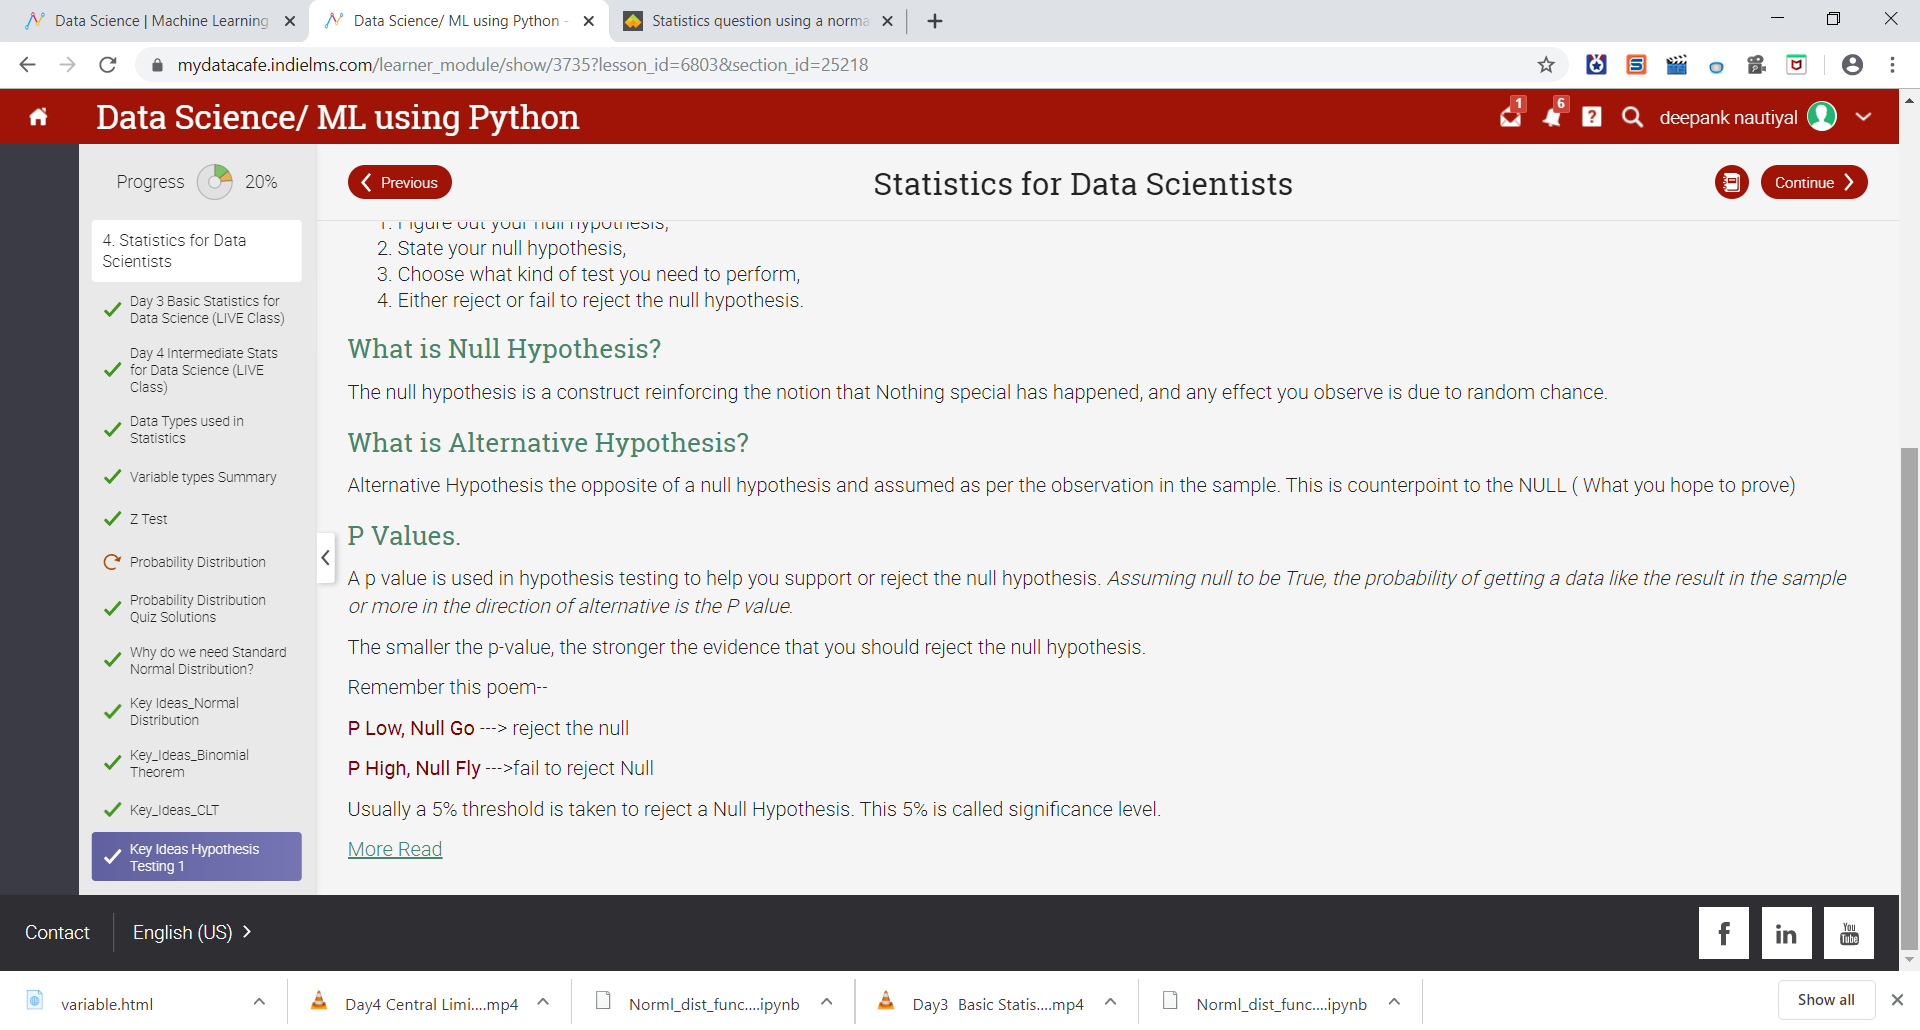 Data Science | Machine Learning
Data Science/ ML using Python -
Statistics question using a norma
mydatacafe.indielms.com/learner_module/show/3735?lesson_id=6803&section_id=25218
Data Science/ ML using Python
1
6
deepank nautiyal
Progress
20%
Previous
Statistics for Data Scientists
Continue
4. Statistics for Data
Scientists
Day 3 Basic Statistics for
Data Science (LIVE Class)
Day 4 Intermediate Stats
for Data Science (LIVE
Class)
Data Types used in
Statistics
Variable types Summary
Z Test
Probability Distribution
Probability Distribution
Quiz Solutions
Why do we need Standard
Normal Distribution?
Key Ideas_Normal
Distribution
Key_Ideas_Binomial
Theorem
Key_Ideas_CLT
Key Ideas Hypothesis
Testing 1
1. Figure out your null hypothesis,
2. State your null hypothesis,
3. Choose what kind of test you need to perform,
4. Either reject or fail to reject the null hypothesis.
What is Null Hypothesis?
The null hypothesis is a construct reinforcing the notion that Nothing special has happened, and any effect you observe is due to random chance.
What is Alternative Hypothesis?
Alternative Hypothesis the opposite of a null hypothesis and assumed as per the observation in the sample. This is counterpoint to the NULL ( What you hope to prove)
P Values.
A p value is used in hypothesis testing to help you support or reject the null hypothesis. Assuming null to be True, the probability of getting a data like the result in the sample
or more in the direction of alternative is the P value.
The smaller the p-value, the stronger the evidence that you should reject the null hypothesis.
Remember this poem--
P Low, Null Go ---> reject the null
P High, Null Fly --->fail to reject Null
Usually a 5% threshold is taken to reject a Null Hypothesis. This 5% is called significance level.
More Read
Contact
English (US)
You
Tube
variable.html
Day4 Central Limi....mp4
Norml_dist_func....ipynb
Day3 Basic Statis....mp4
Norml_dist_func....ipynb
Show all